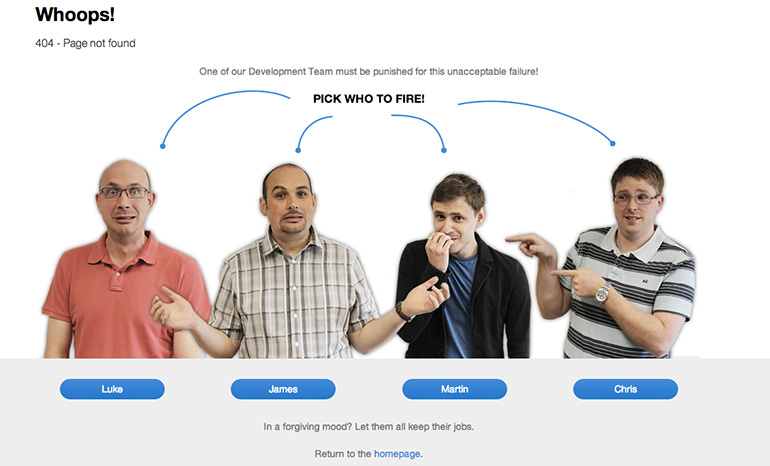 Whoops!
404 - Page not found
One of our Development Team must be punished for this unacceptable failure!
PICK WHO TO FIRE!
Luke
James
Martin
Chris
In a forgiving mood? Let them all keep their jobs.
Return to the homepage.